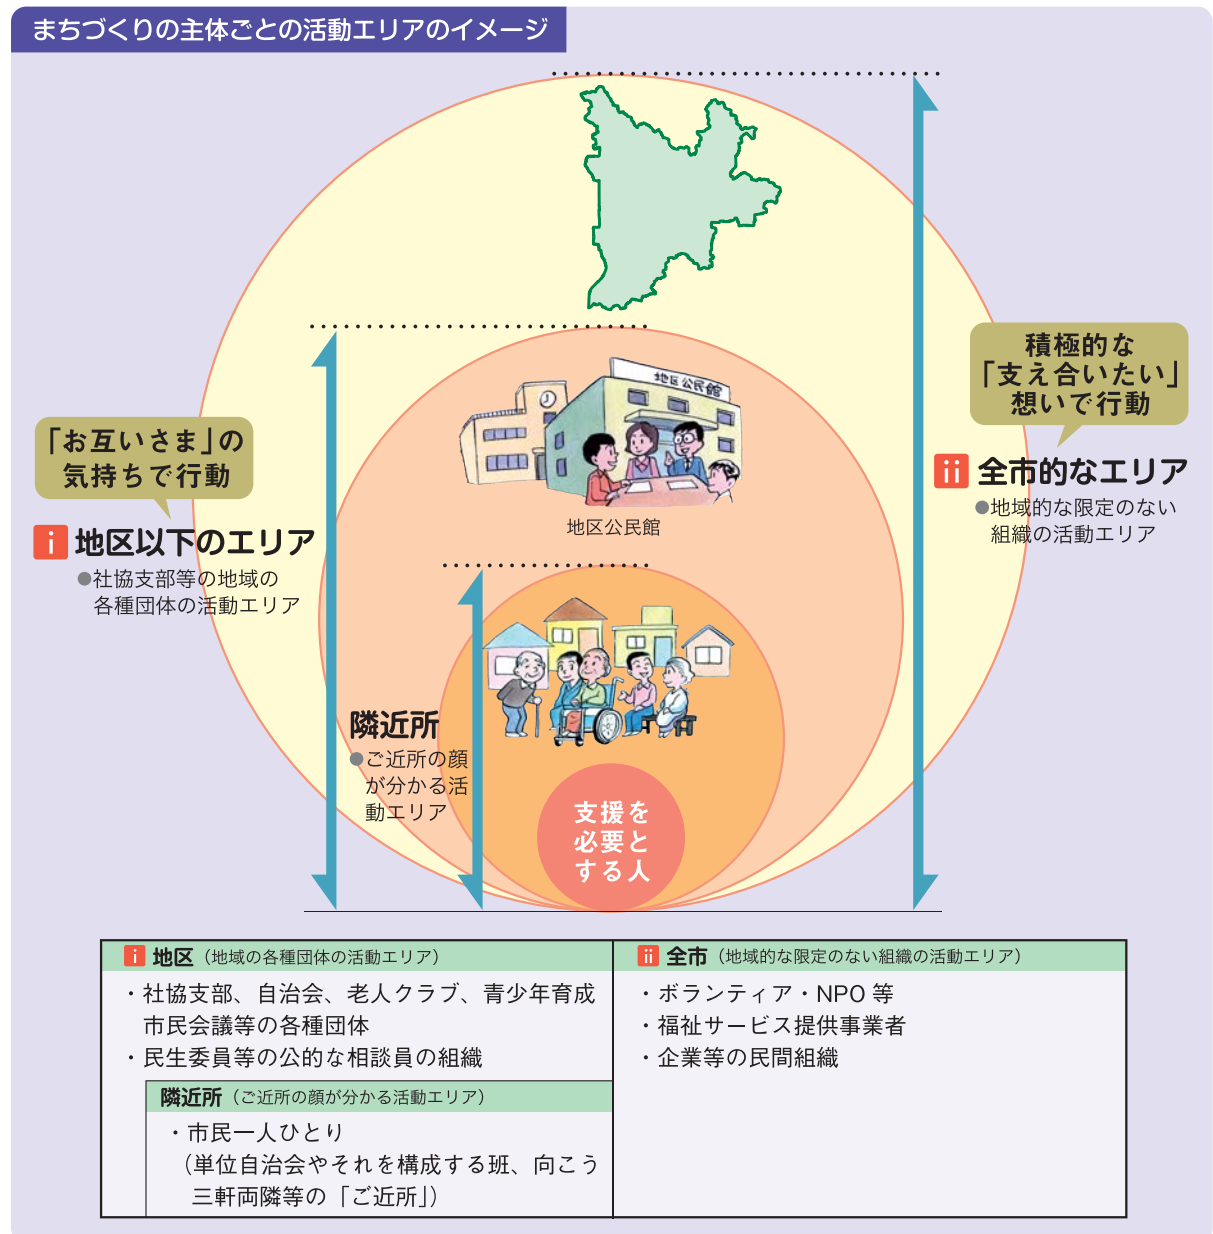 まちづくりの主体ごとの活動エリアのイメージ
積極的な
「支え合いたい」
想いで行動
ii 全市的なエリア
●地域的な限定のない
組織の活動エリア
「お互いさま」の
気持ちで行動
i 地区以下のエリア
●社協支部等の地域の
各種団体の活動エリア
地区公民館
地区公民館
隣近所
●ご近所の顔
が分かる活
動エリア
支援を
必要と
する人
i 地区（地域の各種団体の活動エリア）
・社協支部、自治会、老人クラブ、青少年育成
市民会議等の各種団体
・民生委員等の公的な相談員の組織
隣近所（ご近所の顔が分かる活動エリア）
・市民一人ひとり
（単位自治会やそれを構成する班、向こう
三軒両隣等の「ご近所」）
ii 全市（地域的な限定のない組織の活動エリア）
・ボランティア・NPO 等
・福祉サービス提供事業者
・企業等の民間組織